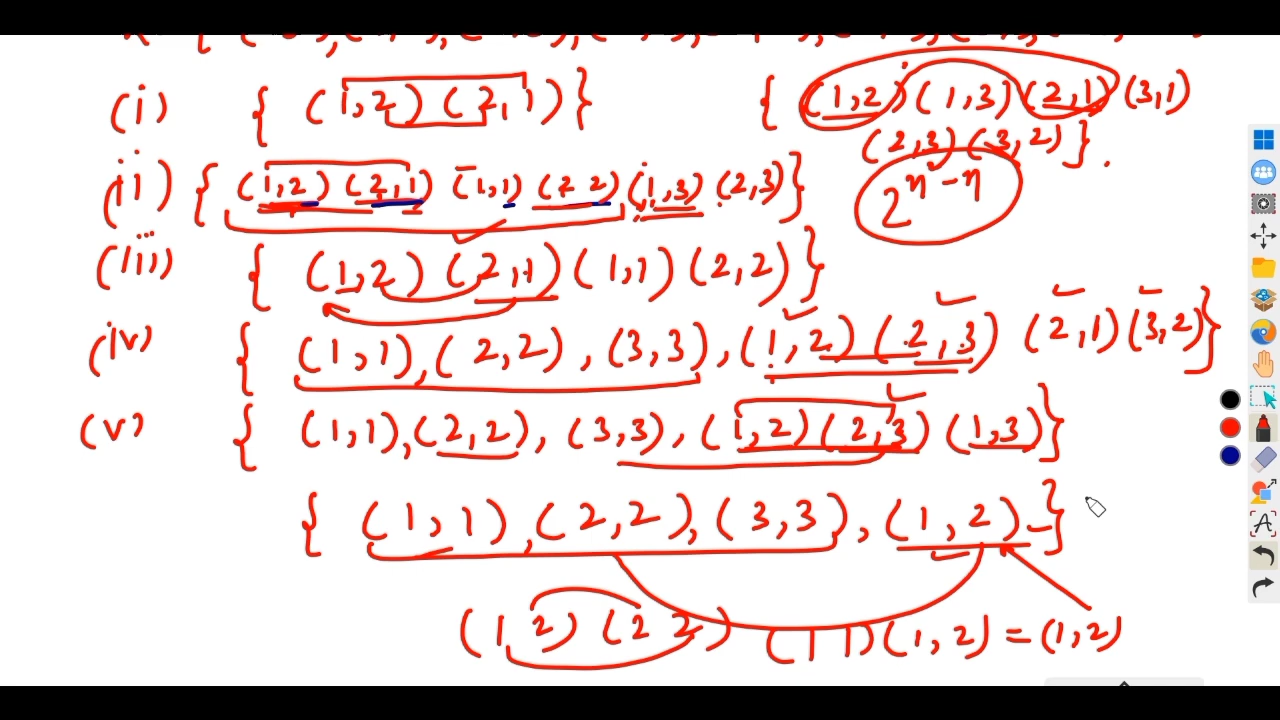 (i) { (1,2) (2,1) } { (1,2) (1,3) (2,1) (3,1)
(2,3) (3,2) } .
(ii) { (1,2) (2,1) (1,1) (2 2) (1,3) (2,3) } 2^{n^2-n}
(iii) { (1,2) (2,1) (1,1) (2,2) }
(iv) { (1,1), (2,2), (3,3), (1,2) (2,3) (2,1) (3,2) }
(v) { (1,1), (2,2), (3,3), (1,2) (2,3) (1,3) }
{ (1,1), (2,2), (3,3), (1,2) - }
(1 2) (2 2) (1 1) (1,2) = (1,2)